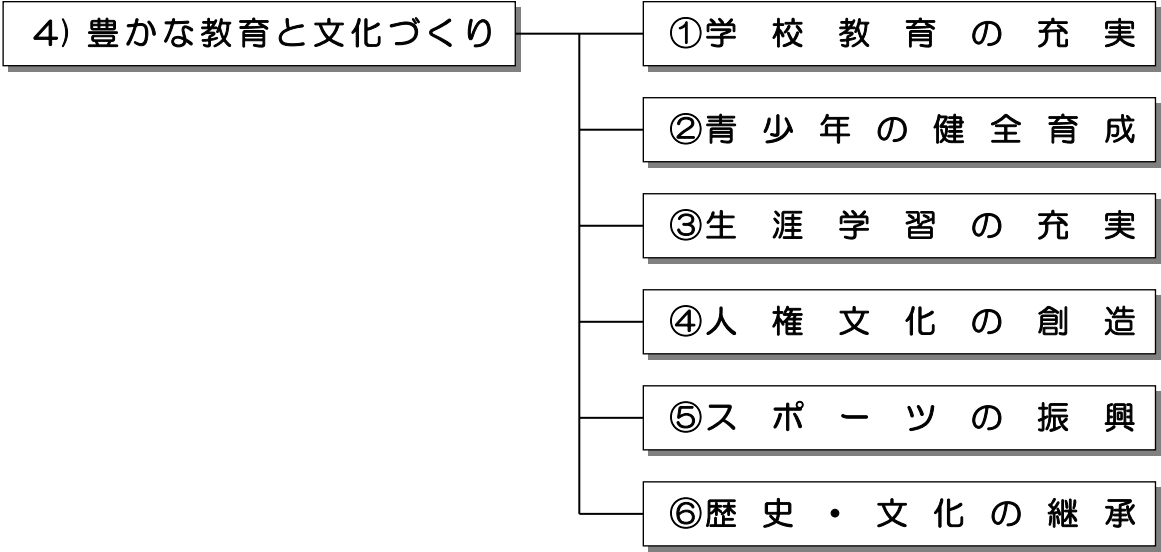 4) 豊かな教育と文化づくり
①学校教育の充実
②青少年の健全育成
③生涯学習の充実
④人権文化の創造
⑤スポーツの振興
⑥歴史・文化の継承